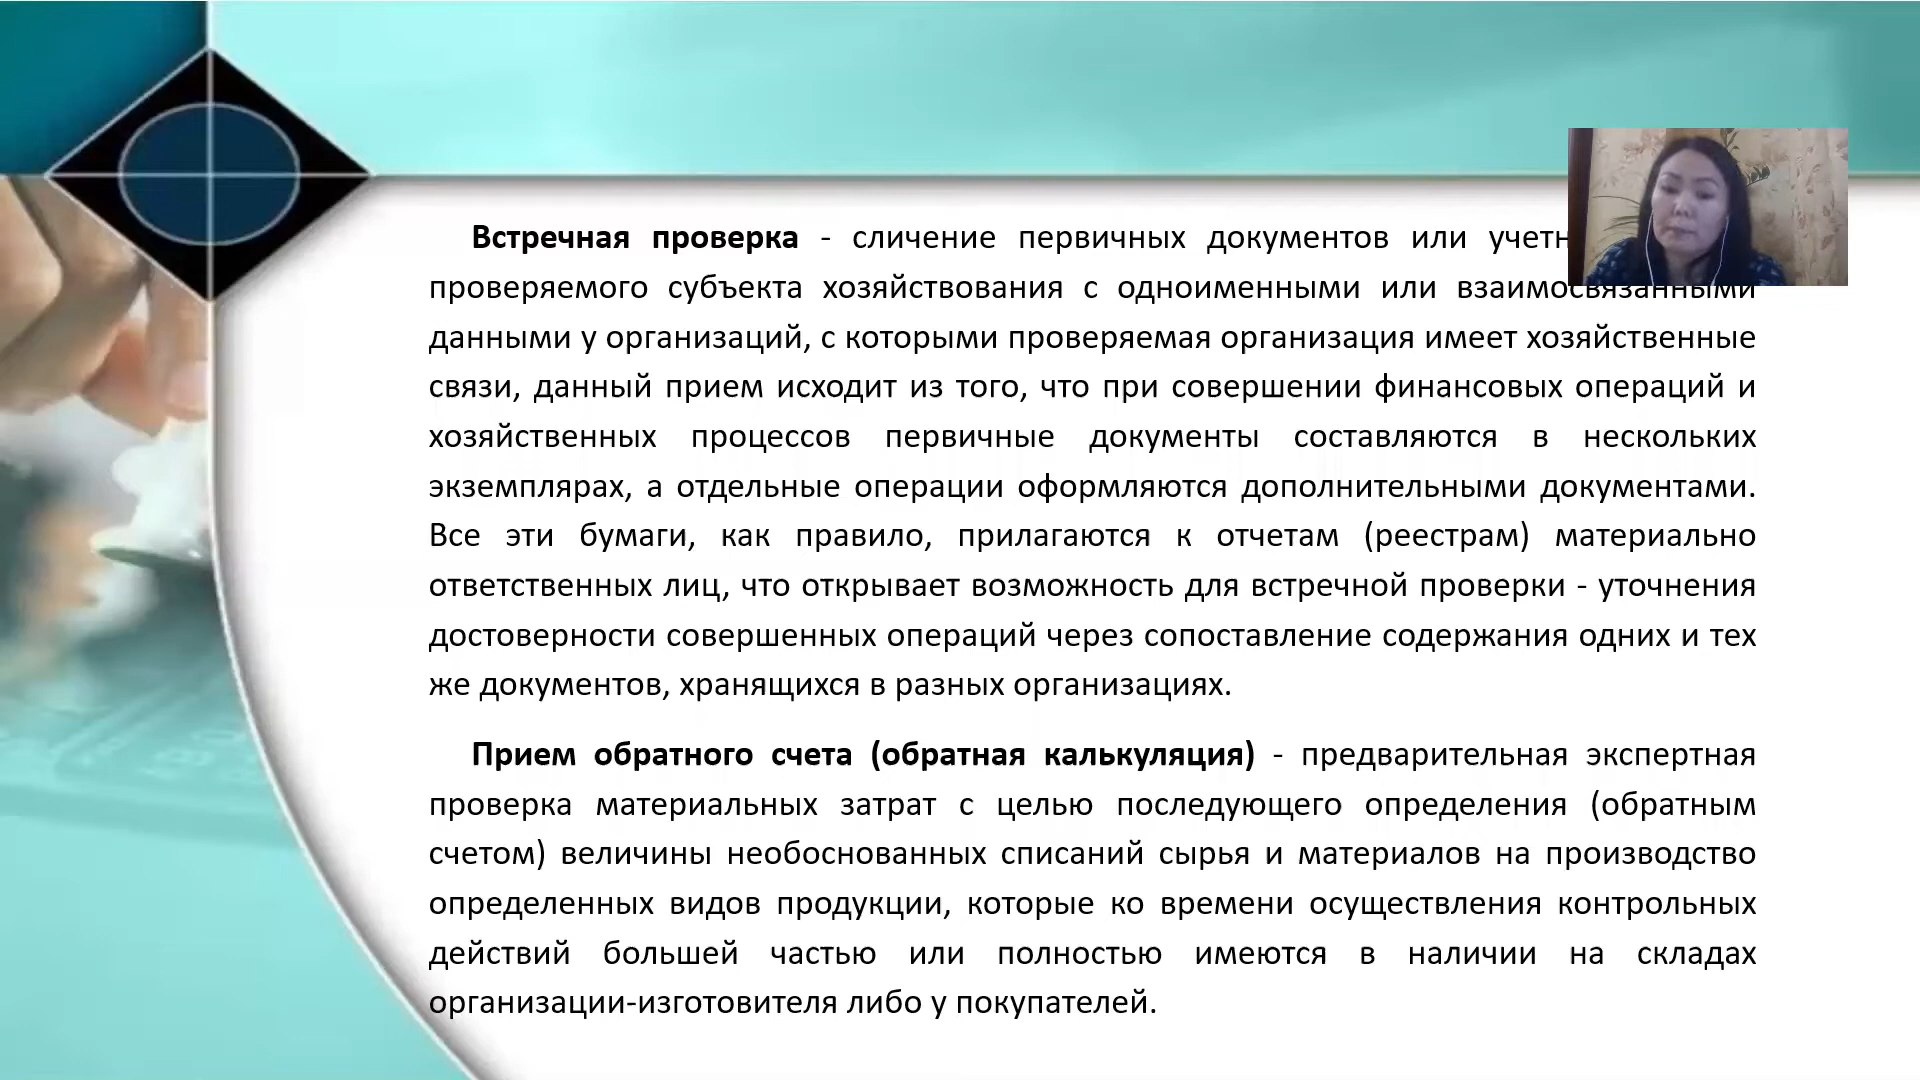 Встречная проверка - сличение первичных документов или
проверяемого субъекта хозяйствования с одноименными или взаимосвязанными
данными у организаций, с которыми проверяемая организация имеет хозяйственные
связи, данный прием исходит из того, что при совершении финансовых операций и
хозяйственных процессов первичные документы составляются в нескольких
экземплярах, а отдельные операции оформляются дополнительными документами.
Все эти бумаги, как правило, прилагаются к отчетам (реестрам) материально
ответственных лиц, что открывает возможность для встречной проверки - уточнения
достоверности совершенных операций через сопоставление содержания одних и тех
же документов, хранящихся в разных организациях.
Прием обратного счета (обратная калькуляция) - предварительная экспертная
проверка материальных затрат с целью последующего определения (обратным
счетом) величины необоснованных списаний сырья и материалов на производство
определенных видов продукции, которые ко времени осуществления контрольных
действий большей частью или полностью имеются в наличии на складах
организации-изготовителя либо у покупателей.